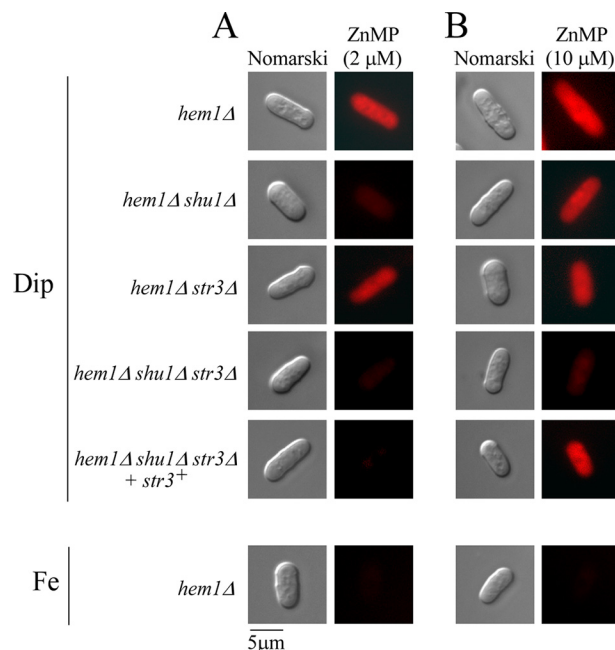 A
B
Nomarski
ZnMP
(2 μM)
Nomarski
ZnMP
(10 μM)
Dip
hem1Δ
hem1Δ shu1Δ
hem1Δ str3Δ
hem1Δ shu1Δ str3Δ
hem1Δ shu1Δ str3Δ
+ str3+
Fe
hem1Δ
5μm